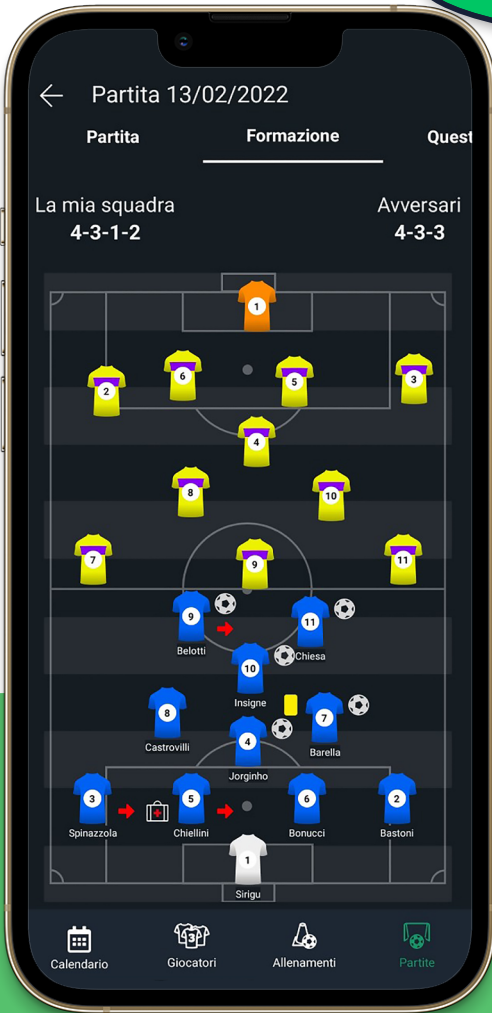 Partita 13/02/2022
Partita Formazione Quest
La mia squadra Avversari
4-3-1-2 4-3-3
1
2 6 5 3
4
8 10
7 9 11
9 11
Belotti Chiesa
10
Insigne
8 7
Castrovilli Barella
4
Jorginho
3 5 6 2
Spinazzola Chiellini Bonucci Bastoni
1
Sirigu
3
Calendario Giocatori Allenamenti Partite